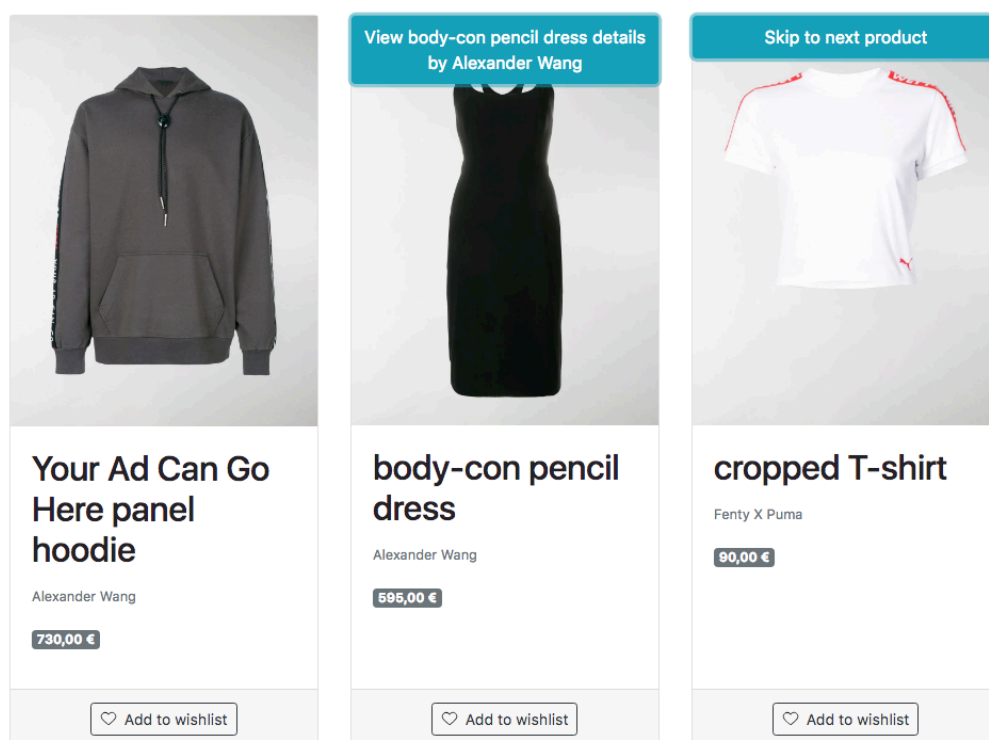 Your Ad Can Go
Here panel
hoodie
Alexander Wang
730,00 €
Add to wishlist
View body-con pencil dress details
by Alexander Wang
body-con pencil
dress
Alexander Wang
595,00 €
Add to wishlist
Skip to next product
cropped T-shirt
Fenty X Puma
90,00 €
Add to wishlist